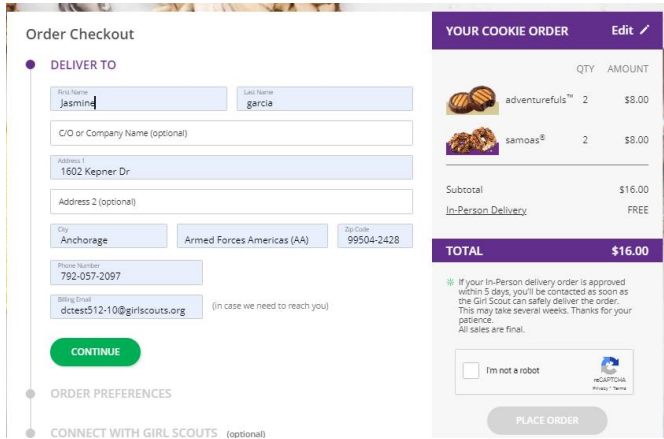 Order Checkout
DELIVER TO
First Name
Jasmine
Last Name
garcia
C/O or Company Name (optional)
Address 1
1602 Kepner Dr
Address 2 (optional)
City
Anchorage
Armed Forces Americas (AA)
Zip Code
99504-2428
Phone Number
792-057-2097
Billing Email
dctest512-10@girlscouts.org
(in case we need to reach you)
CONTINUE
ORDER PREFERENCES
CONNECT WITH GIRL SCOUTS (optional)
YOUR COOKIE ORDER Edit
QTY AMOUNT
adventurefuls™ 2 $8.00
samoas® 2 $8.00
Subtotal $16.00
In-Person Delivery FREE
TOTAL $16.00
If your In-Person delivery order is approved
within 5 days, you'll be contacted as soon as
the Girl Scout can safely deliver the order.
This may take several weeks. Thanks for your
patience.
All sales are final.
I'm not a robot
reCAPTCHA
Privacy * Terms
PLACE ORDER